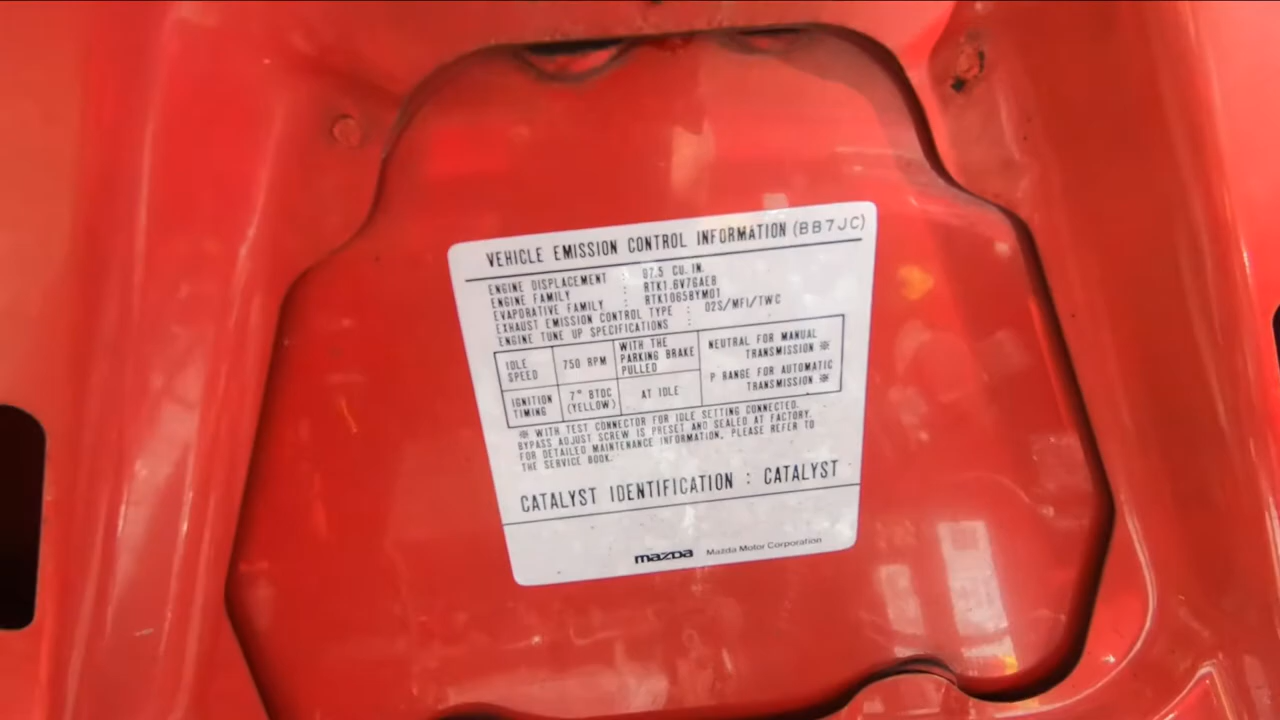 VEHICLE EMISSION CONTROL INFORMATION (BB7JC)
ENGINE DISPLACEMENT : 97.5 CU. IN.
ENGINE FAMILY : RTK1.6V7GAEB
EVAPORATIVE FAMILY : RTK1065BYM01
EXHAUST EMISSION CONTROL TYPE : O2S/MFI/TWC
ENGINE TUNE UP SPECIFICATIONS :
IDLE SPEED 750 RPM WITH THE PARKING BRAKE PULLED NEUTRAL FOR MANUAL TRANSMISSION ※
IGNITION TIMING 7° BTDC (YELLOW) AT IDLE P RANGE FOR AUTOMATIC TRANSMISSION ※
※ WITH TEST CONNECTOR FOR IDLE SETTING CONNECTED.
BYPASS ADJUST SCREW IS PRESET AND SEALED AT FACTORY.
FOR DETAILED MAINTENANCE INFORMATION, PLEASE REFER TO
THE SERVICE BOOK.
CATALYST IDENTIFICATION : CATALYST
mazda Mazda Motor Corporation